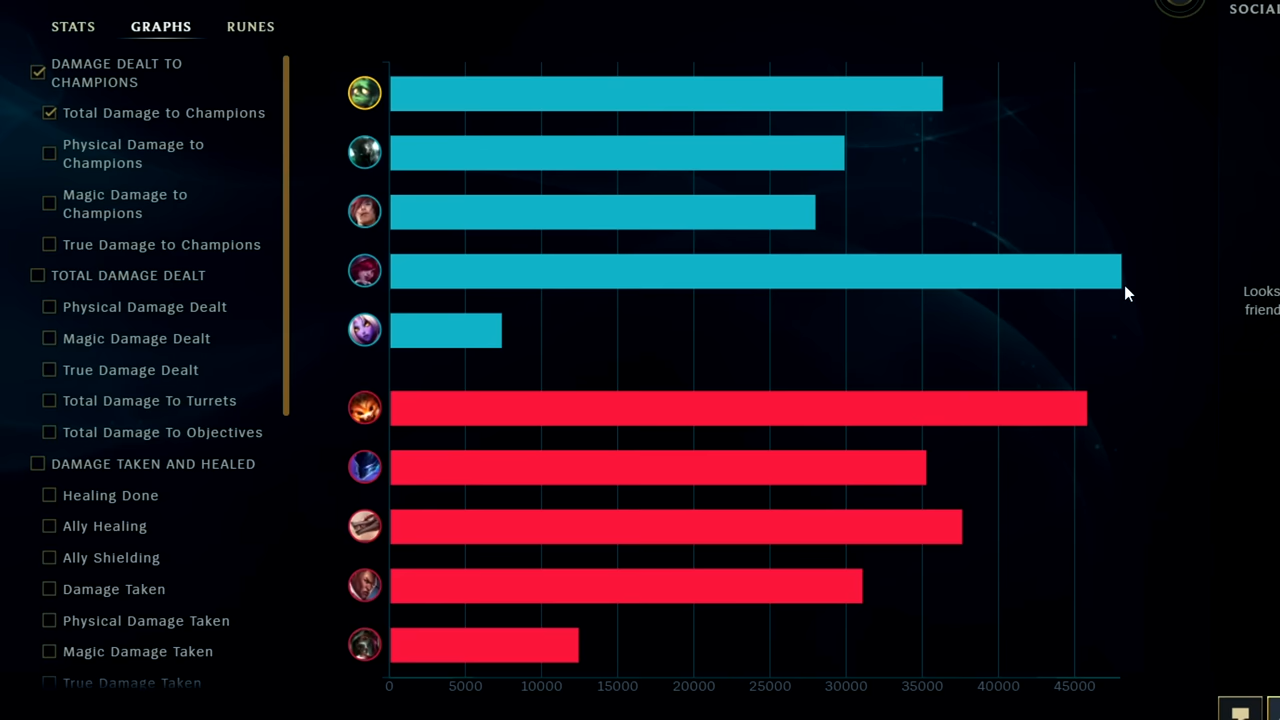 STATS GRAPHS RUNES
SOCIAL
DAMAGE DEALT TO
CHAMPIONS
Total Damage to Champions
Physical Damage to
Champions
Magic Damage to
Champions
True Damage to Champions
TOTAL DAMAGE DEALT
Physical Damage Dealt
Magic Damage Dealt
True Damage Dealt
Total Damage To Turrets
Total Damage To Objectives
DAMAGE TAKEN AND HEALED
Healing Done
Ally Healing
Ally Shielding
Damage Taken
Physical Damage Taken
Magic Damage Taken
True Damage Taken
0 5000 10000 15000 20000 25000 30000 35000 40000 45000
Looks
friend